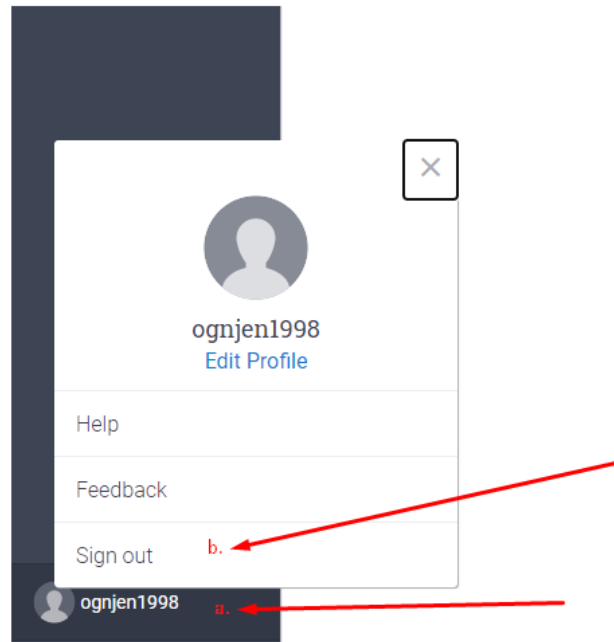 ognjen1998
Edit Profile
Help
Feedback
Sign out b.
ognjen1998 a.